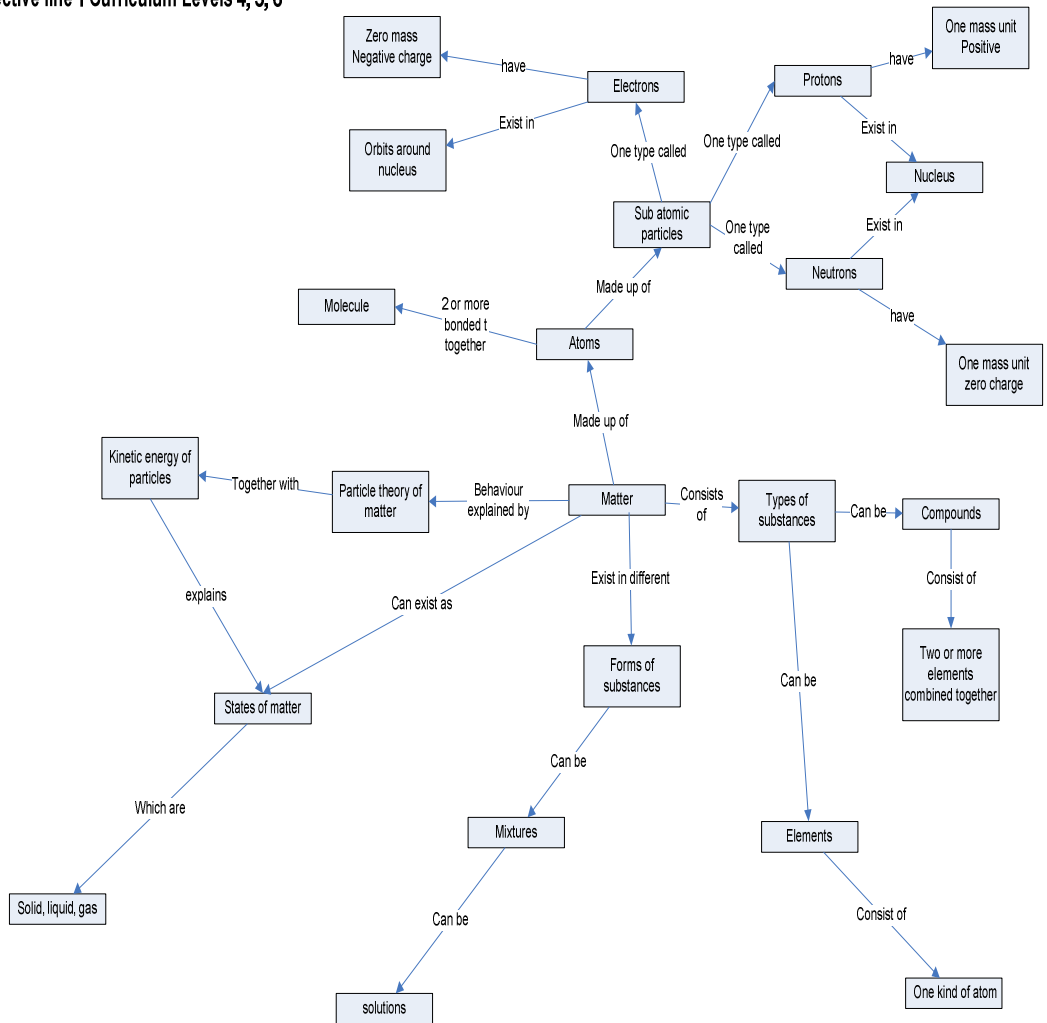 ective line 1 Curriculum Levels 4, 5, 6
Zero mass
Negative charge
have
Electrons
Exist in
Orbits around
nucleus
One type called
One type called
Protons
have
One mass unit
Positive
Exist in
Nucleus
Exist in
Sub atomic
particles
One type
called
Neutrons
have
One mass unit
zero charge
Made up of
Molecule
2 or more
bonded t
together
Atoms
Made up of
Kinetic energy of
particles
Together with
Particle theory of
matter
Behaviour
explained by
Matter
Consists
of
Types of
substances
Can be
Compounds
Consist of
Two or more
elements
combined together
explains
Can exist as
Exist in different
Forms of
substances
Can be
States of matter
Can be
Which are
Mixtures
Elements
Solid, liquid, gas
Can be
Consist of
solutions
One kind of atom